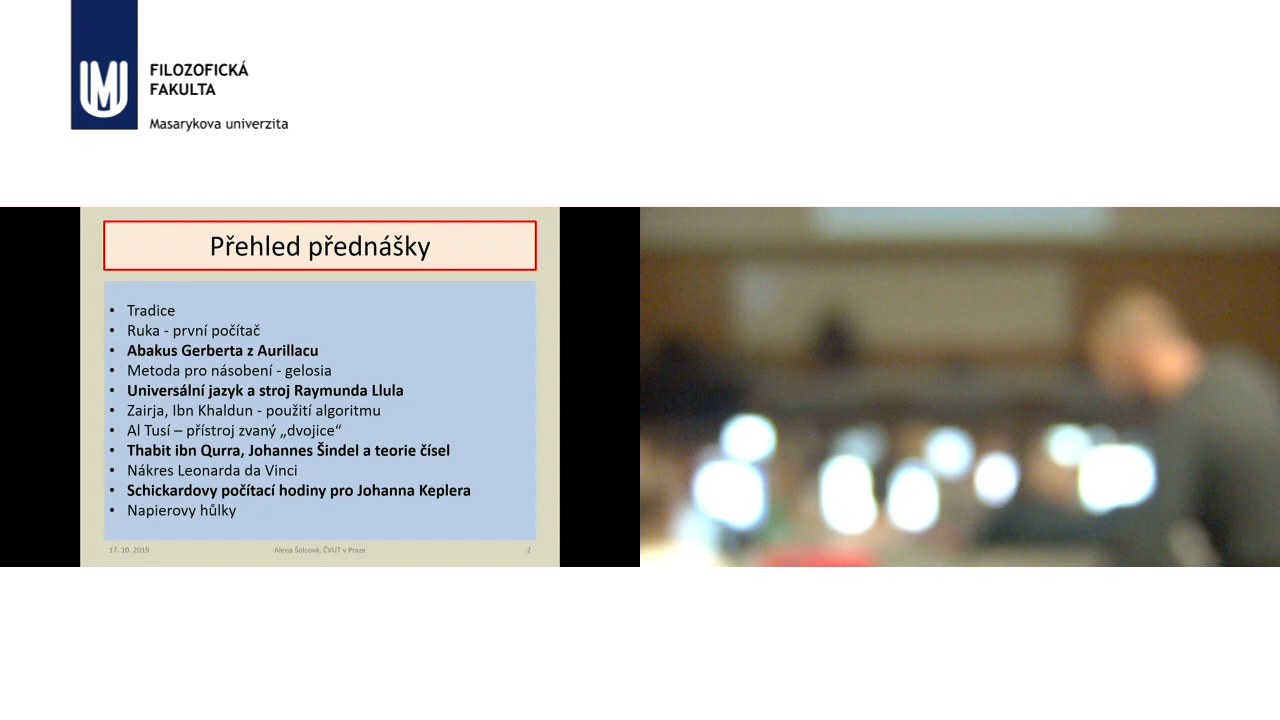 FILOZOFICKÁ
FAKULTA
Masarykova univerzita
Přehled přednášky
• Tradice
• Ruka - první počítač
• Abakus Gerberta z Aurillacu
• Metoda pro násobení - gelosia
• Universální jazyk a stroj Raymunda Llula
• Zairja, Ibn Khaldun - použití algoritmu
• Al Tusí – přístroj zvaný „dvojice“
• Thabit ibn Qurra, Johannes Šindel a teorie čísel
• Nákres Leonarda da Vinci
• Schickardovy počítací hodiny pro Johanna Keplera
• Napierovy hůlky
17. 10. 2019 Alena Šolcová, ČVUT v Praze 2